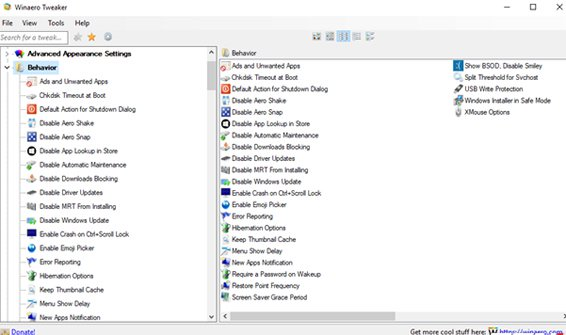 Winaero Tweaker
File View Tools Help
Search for a tweak...
Advanced Appearance Settings
Behavior
Ads and Unwanted Apps
Chkdsk Timeout at Boot
Default Action for Shutdown Dialog
Disable Aero Shake
Disable Aero Snap
Disable App Lookup in Store
Disable Automatic Maintenance
Disable Downloads Blocking
Disable Driver Updates
Disable MRT From Installing
Disable Windows Update
Enable Crash on Ctrl+Scroll Lock
Enable Emoji Picker
Error Reporting
Hibernation Options
Keep Thumbnail Cache
Menu Show Delay
New Apps Notification
Behavior
Ads and Unwanted Apps
Chkdsk Timeout at Boot
Default Action for Shutdown Dialog
Disable Aero Shake
Disable Aero Snap
Disable App Lookup in Store
Disable Automatic Maintenance
Disable Downloads Blocking
Disable Driver Updates
Disable MRT From Installing
Disable Windows Update
Enable Crash on Ctrl+Scroll Lock
Enable Emoji Picker
Error Reporting
Hibernation Options
Keep Thumbnail Cache
Menu Show Delay
New Apps Notification
Require a Password on Wakeup
Restore Point Frequency
Screen Saver Grace Period
Show BSOD, Disable Smiley
Split Threshold for Svchost
USB Write Protection
Windows Installer in Safe Mode
XMouse Options
Donate!
Get more cool stuff here: W http://winaero.com